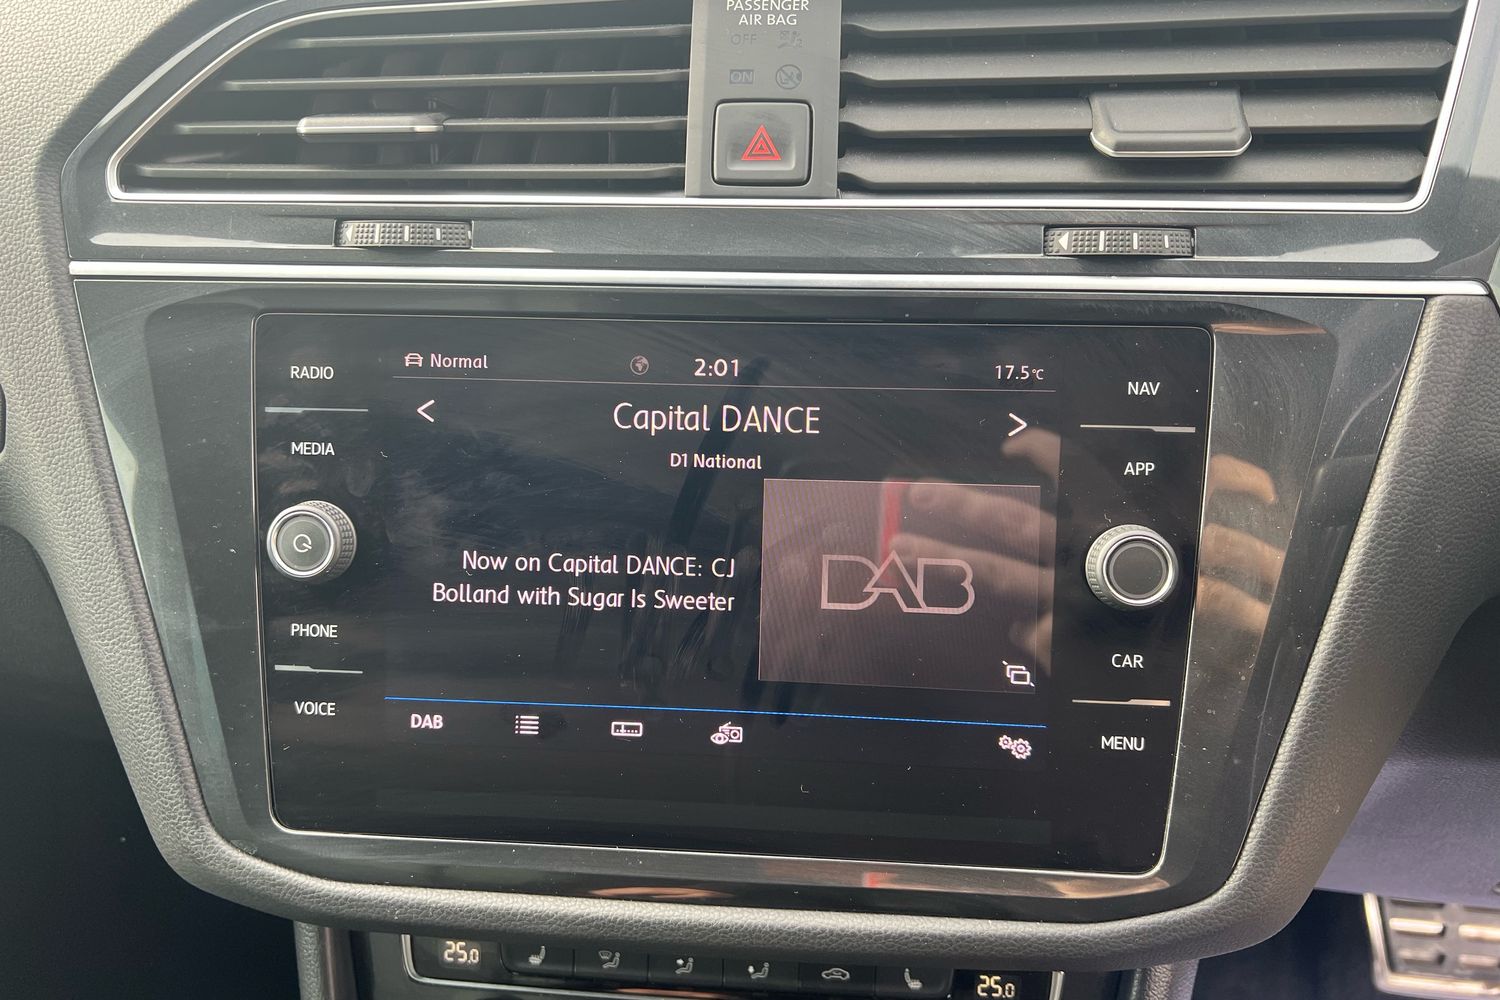 PASSENGER
AIR BAG
OFF
ON
RADIO
MEDIA
PHONE
VOICE
Normal
2:01
17.5°C
Capital DANCE
D1 National
Now on Capital DANCE: CJ
Bolland with Sugar Is Sweeter
DAB
DAB
NAV
APP
CAR
MENU
25.0
25.0